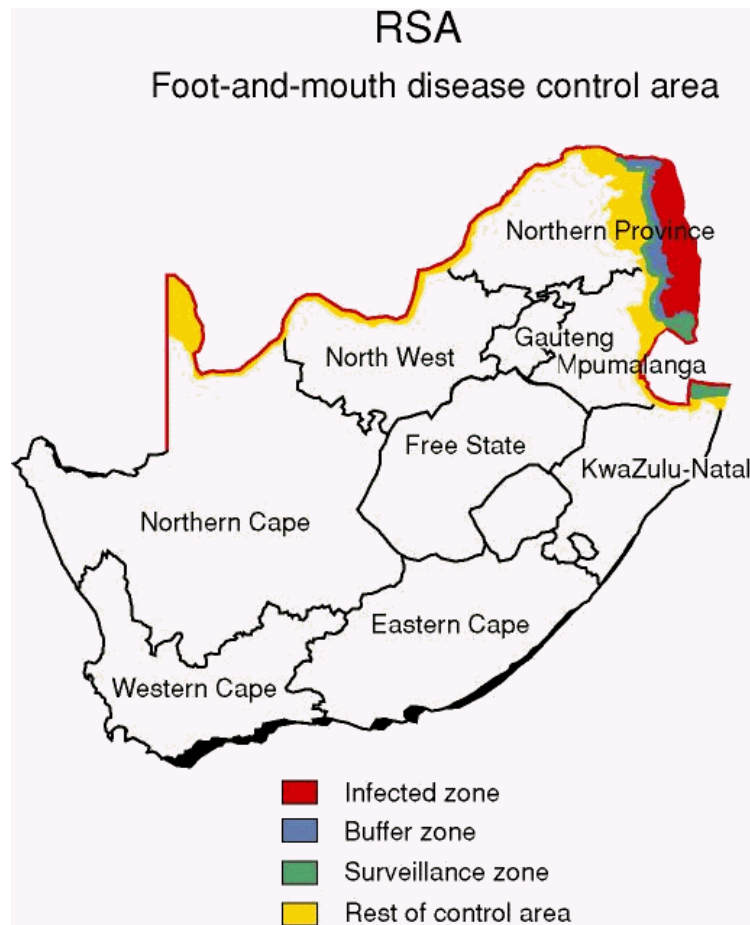 RSA
Foot-and-mouth disease control area
Northern Province
Gauteng
North West
Mpumalanga
Free State
KwaZulu-Natal
Northern Cape
Eastern Cape
Western Cape
Infected zone
Buffer zone
Surveillance zone
Rest of control area